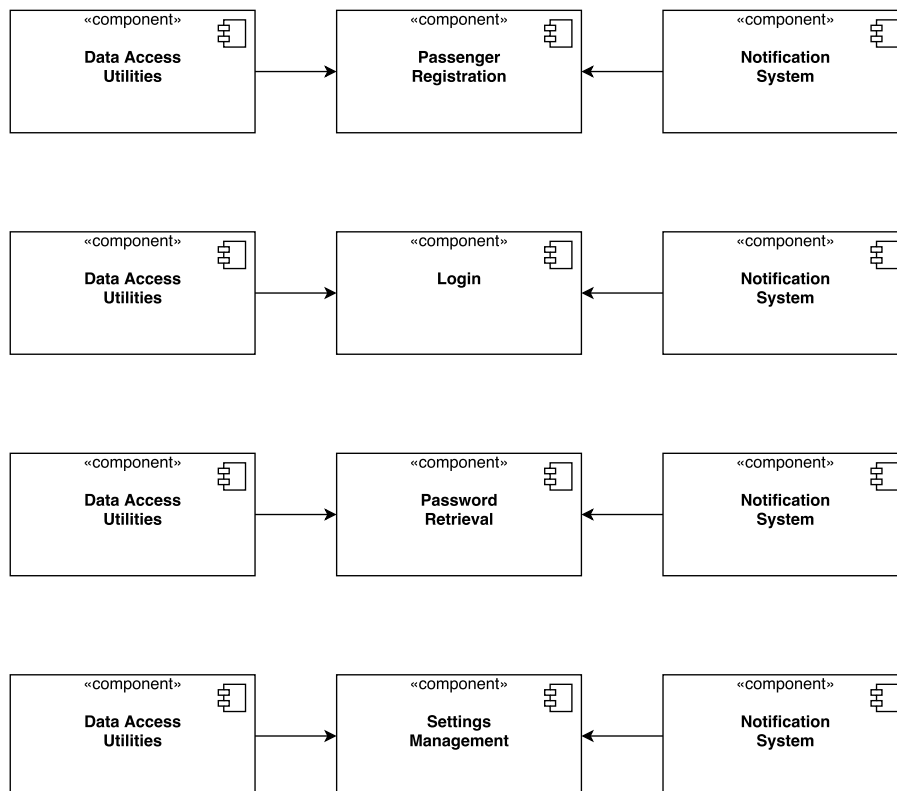 «component»
Data Access
Utilities
«component»
Passenger
Registration
«component»
Notification
System
«component»
Data Access
Utilities
«component»
Login
«component»
Notification
System
«component»
Data Access
Utilities
«component»
Password
Retrieval
«component»
Notification
System
«component»
Data Access
Utilities
«component»
Settings
Management
«component»
Notification
System